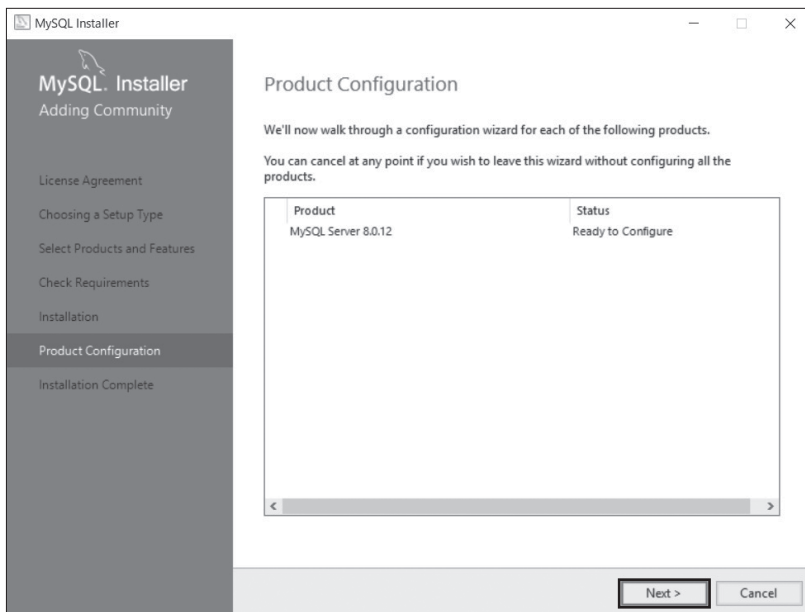 MySQL Installer
MySQL. Installer
Adding Community
License Agreement
Choosing a Setup Type
Select Products and Features
Check Requirements
Installation
Product Configuration
Installation Complete
Product Configuration
We'll now walk through a configuration wizard for each of the following products.
You can cancel at any point if you wish to leave this wizard without configuring all the
products.
Product Status
MySQL Server 8.0.12 Ready to Configure
Next > Cancel